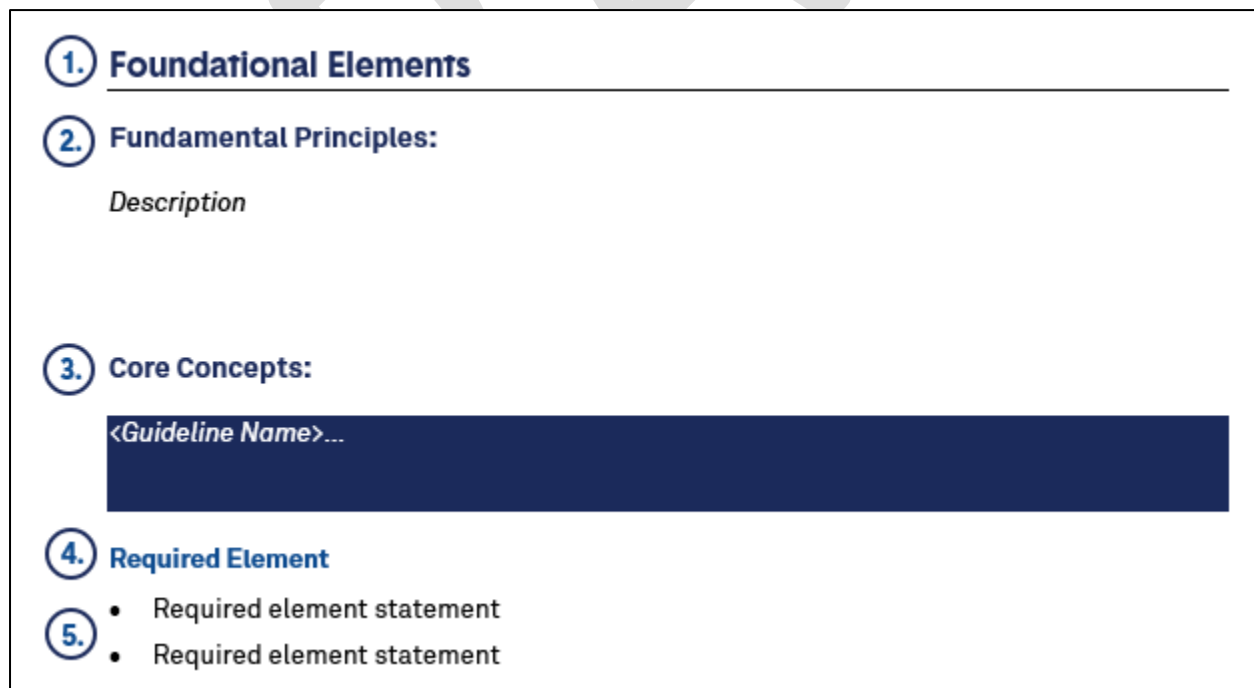 1. Foundational Elements
2. Fundamental Principles:
Description
3. Core Concepts:
<Guideline Name>...
4. Required Element
• Required element statement
5.
• Required element statement